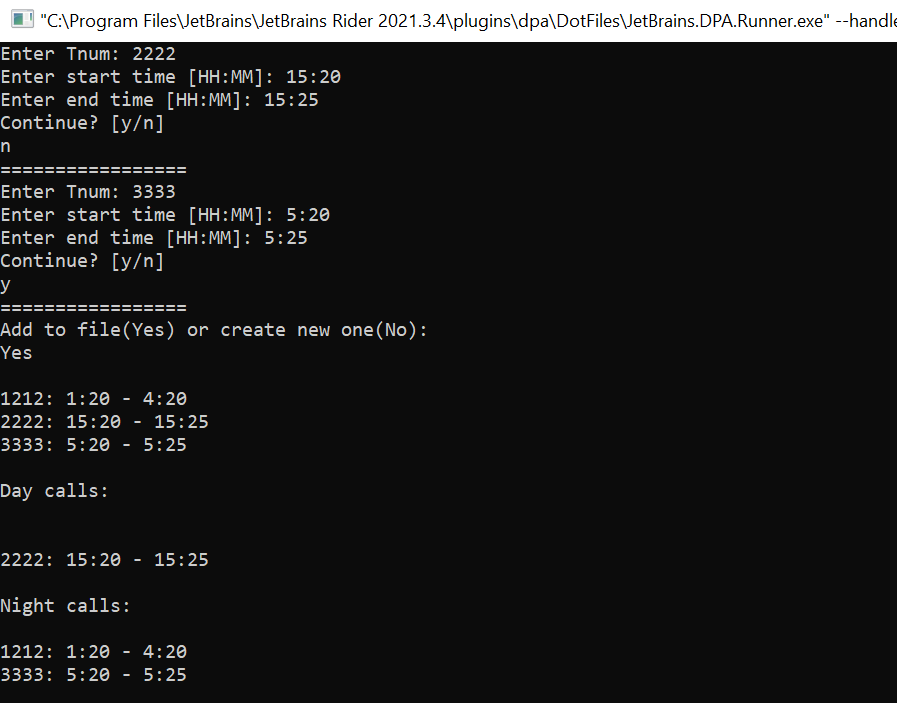 "C:\Program Files\JetBrains\JetBrains Rider 2021.3.4\plugins\dpa\DotFiles\JetBrains.DPA.Runner.exe" --handle
Enter Tnum: 2222
Enter start time [HH:MM]: 15:20
Enter end time [HH:MM]: 15:25
Continue? [y/n]
n
=================
Enter Tnum: 3333
Enter start time [HH:MM]: 5:20
Enter end time [HH:MM]: 5:25
Continue? [y/n]
y
=================
Add to file(Yes) or create new one(No):
Yes
1212: 1:20 - 4:20
2222: 15:20 - 15:25
3333: 5:20 - 5:25
Day calls:
2222: 15:20 - 15:25
Night calls:
1212: 1:20 - 4:20
3333: 5:20 - 5:25